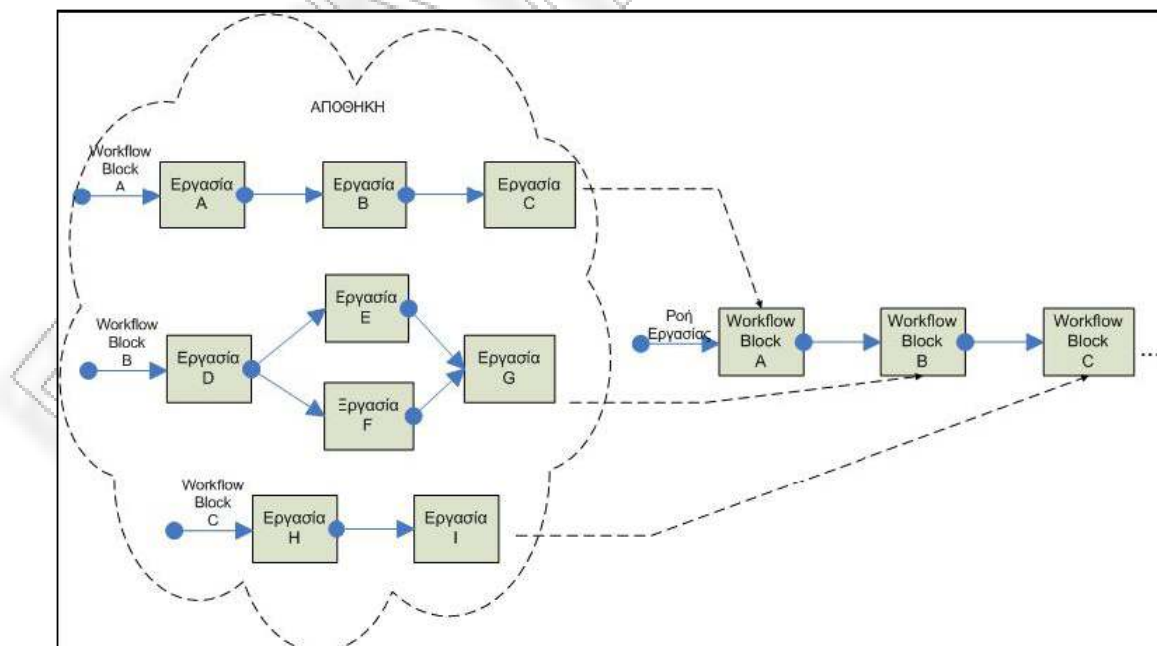 ΑΠΟΘΗΚΗ
Workflow
Block
A
Εργασία
A
Εργασία
B
Εργασία
C
Workflow
Block
B
Εργασία
D
Εργασία
E
Ξργασία
F
Εργασία
G
Workflow
Block
C
Εργασία
H
Εργασία
I
Ροή
Εργασίας
Workflow
Block
A
Workflow
Block
B
Workflow
Block
C
....